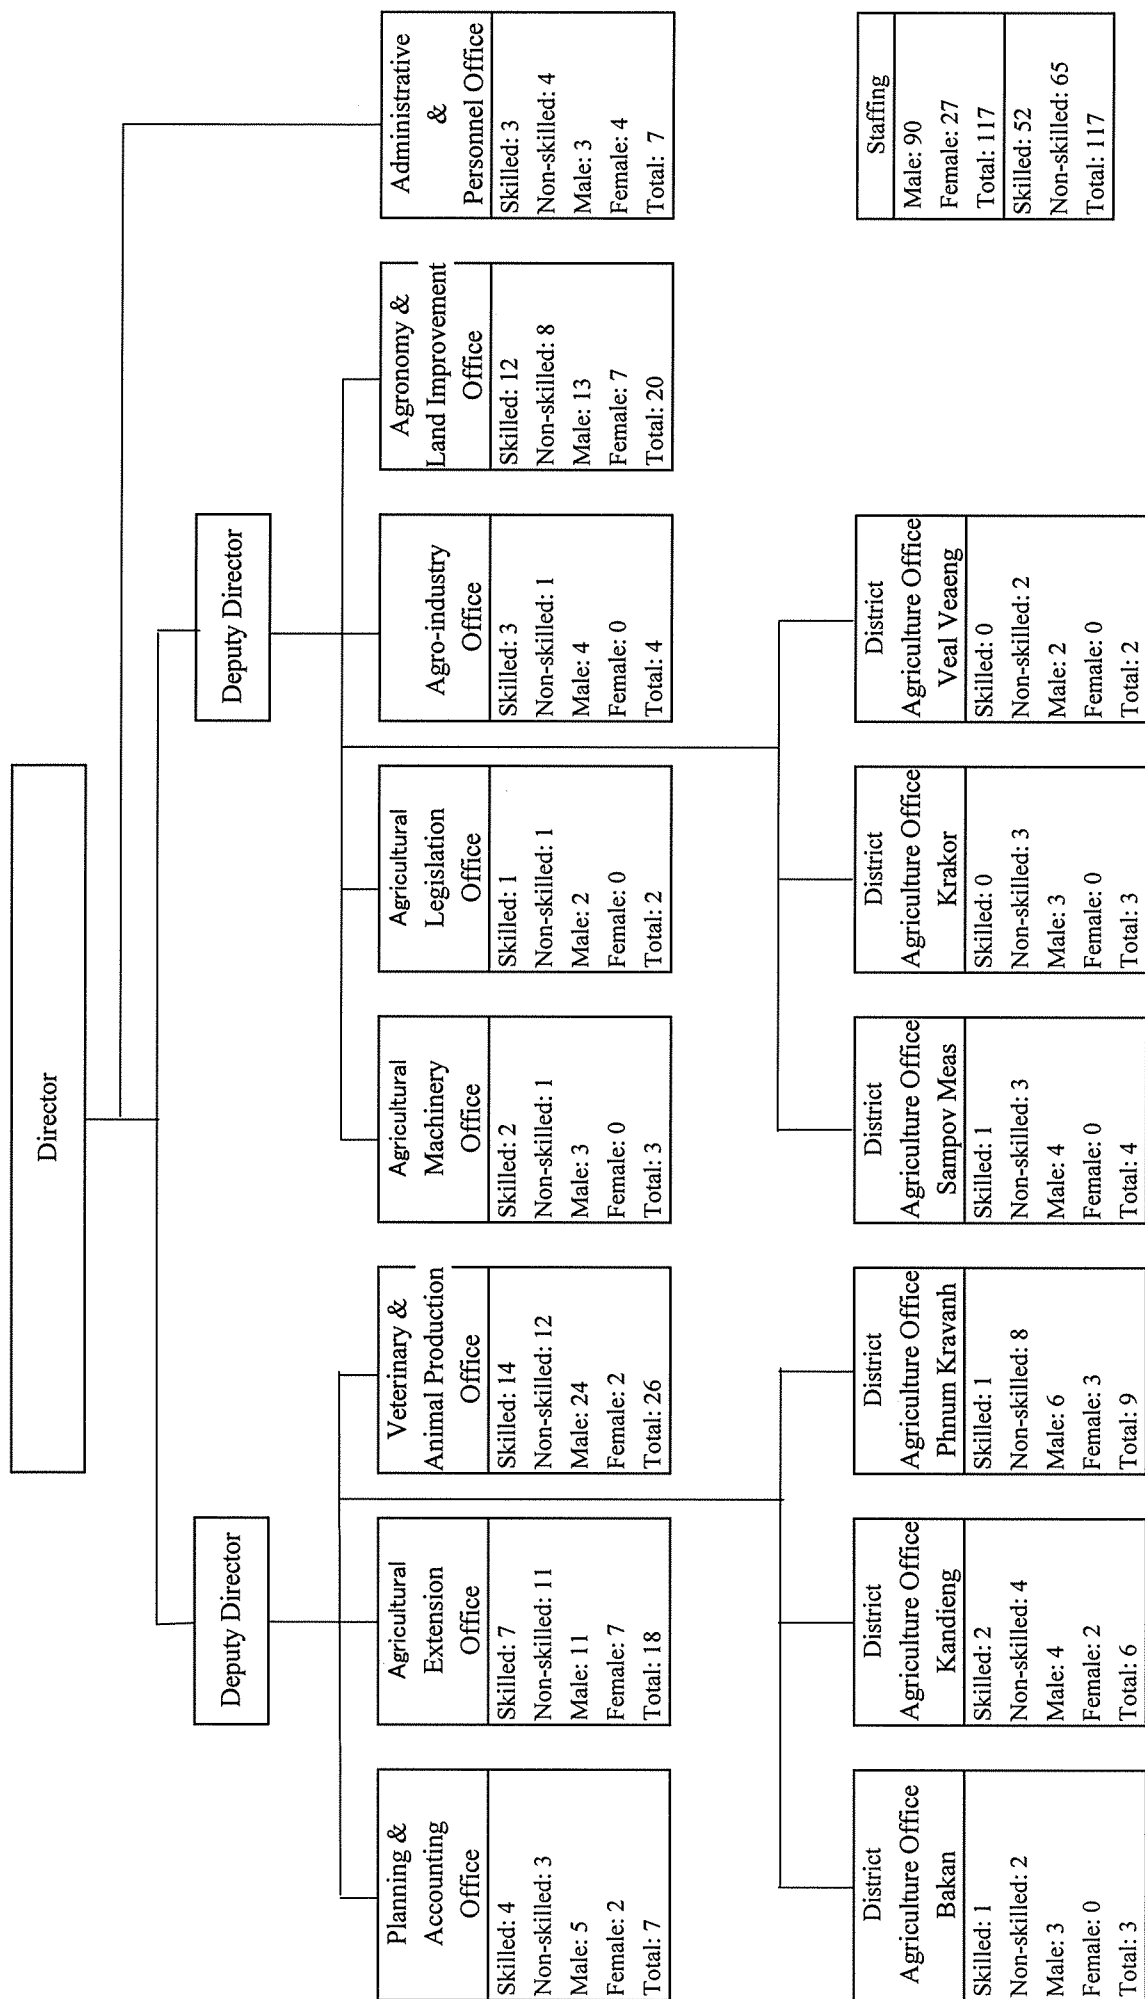 Director
Deputy Director
Deputy Director
Planning &
Accounting
Office
Skilled: 4
Non-skilled: 3
Male: 5
Female: 2
Total: 7
Agricultural
Extension
Office
Skilled: 7
Non-skilled: 11
Male: 11
Female: 7
Total: 18
Veterinary &
Animal Production
Office
Skilled: 14
Non-skilled: 12
Male: 24
Female: 2
Total: 26
Agricultural
Machinery
Office
Skilled: 2
Non-skilled: 1
Male: 3
Female: 0
Total: 3
Agricultural
Legislation
Office
Skilled: 1
Non-skilled: 1
Male: 2
Female: 0
Total: 2
Agro-industry
Office
Skilled: 3
Non-skilled: 1
Male: 4
Female: 0
Total: 4
Agronomy &
Land Improvement
Office
Skilled: 12
Non-skilled: 8
Male: 13
Female: 7
Total: 20
Administrative
&
Personnel Office
Skilled: 3
Non-skilled: 4
Male: 3
Female: 4
Total: 7
District
Agriculture Office
Bakan
Skilled: 1
Non-skilled: 2
Male: 3
Female: 0
Total: 3
District
Agriculture Office
Kandieng
Skilled: 2
Non-skilled: 4
Male: 4
Female: 2
Total: 6
District
Agriculture Office
Phnum Kravanh
Skilled: 1
Non-skilled: 8
Male: 6
Female: 3
Total: 9
District
Agriculture Office
Sampov Meas
Skilled: 1
Non-skilled: 3
Male: 4
Female: 0
Total: 4
District
Agriculture Office
Krakor
Skilled: 0
Non-skilled: 3
Male: 3
Female: 0
Total: 3
District
Agriculture Office
Veal Veaeng
Skilled: 0
Non-skilled: 2
Male: 2
Female: 0
Total: 2
Staffing
Male: 90
Female: 27
Total: 117
Skilled: 52
Non-skilled: 65
Total: 117